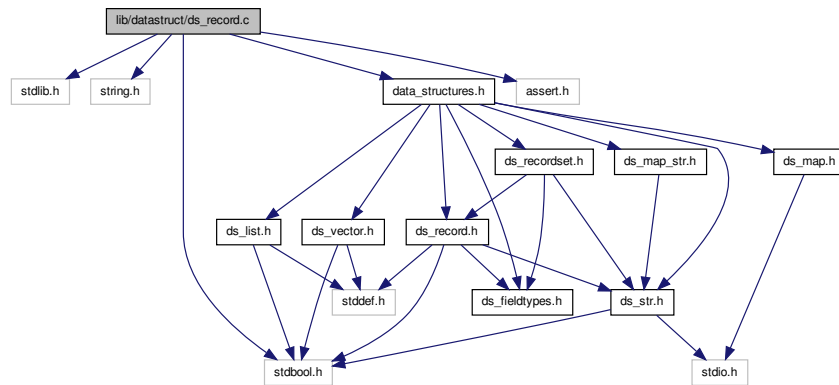 lib/datastruct/ds_record.c
stdlib.h
string.h
data_structures.h
assert.h
ds_recordset.h
ds_map_str.h
ds_map.h
ds_list.h
ds_vector.h
ds_record.h
stddef.h
ds_fieldtypes.h
ds_str.h
stdbool.h
stdio.h